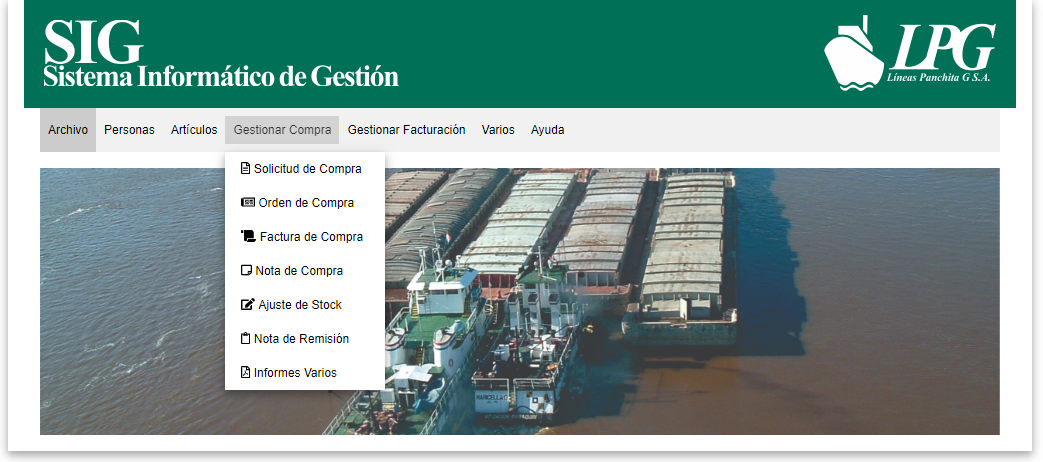 SIG
Sistema Informático de Gestión
LPG
Líneas Panchita G S.A.
Archivo Personas Artículos Gestionar Compra Gestionar Facturación Varios Ayuda
Solicitud de Compra
Orden de Compra
Factura de Compra
Nota de Compra
Ajuste de Stock
Nota de Remisión
Informes Varios